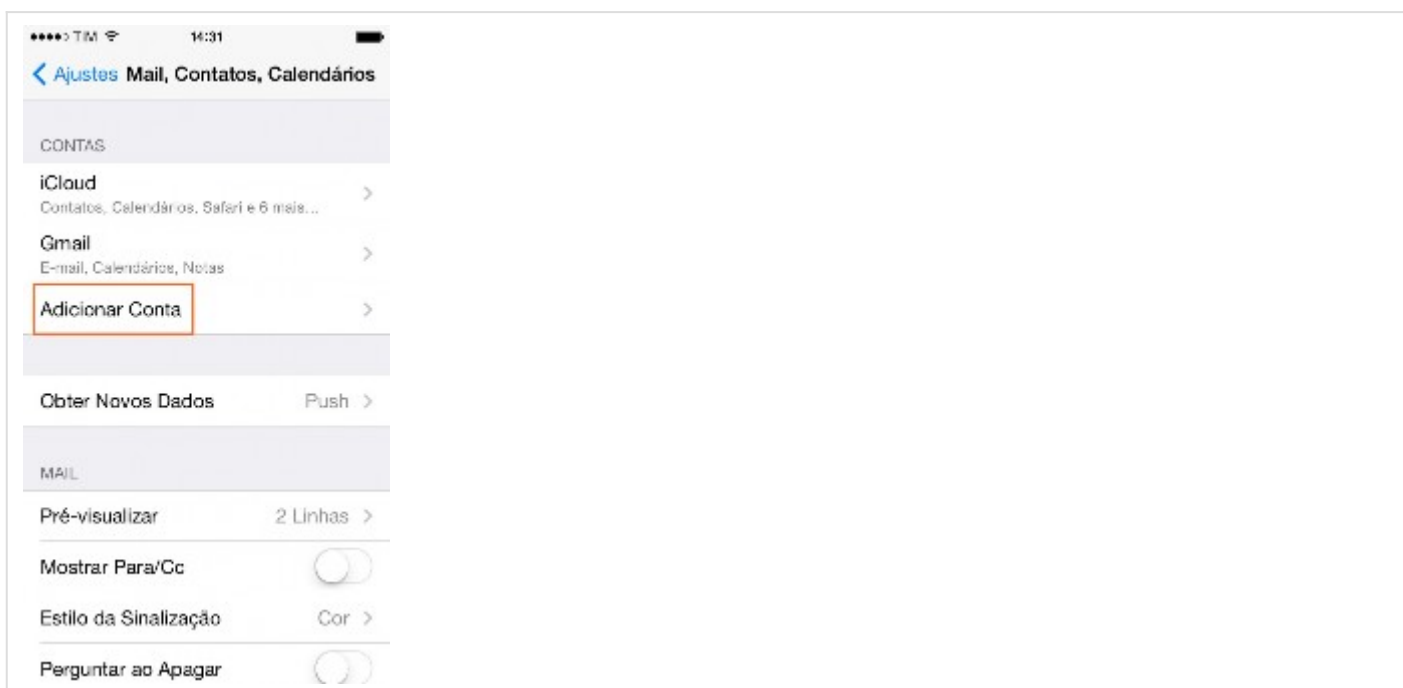 TIM 14:31
Ajustes Mail, Contatos, Calendários
CONTAS
iCloud
Contatos, Calendários, Safari e 6 mais...
Gmail
E-mail, Calendários, Notas
Adicionar Conta
Obter Novos Dados Push
MAIL
Pré-visualizar 2 Linhas
Mostrar Para/Cc
Estilo da Sinalização Cor
Perguntar ao Apagar